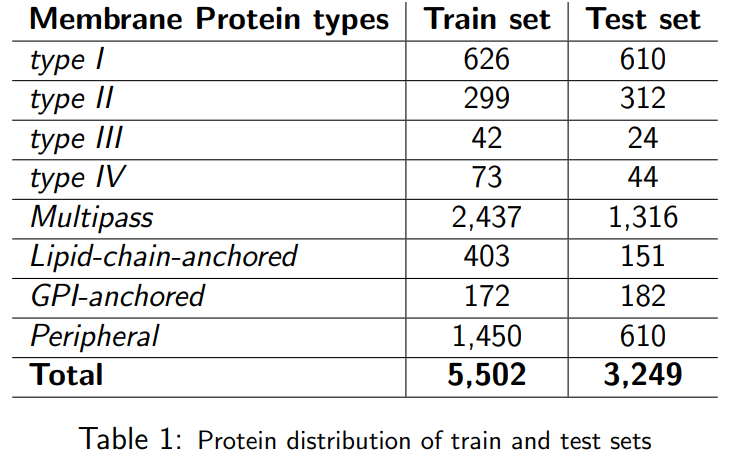 Membrane Protein types Train set Test set
type I 626 610
type II 299 312
type III 42 24
type IV 73 44
Multipass 2,437 1,316
Lipid-chain-anchored 403 151
GPI-anchored 172 182
Peripheral 1,450 610
Total 5,502 3,249
Table 1: Protein distribution of train and test sets